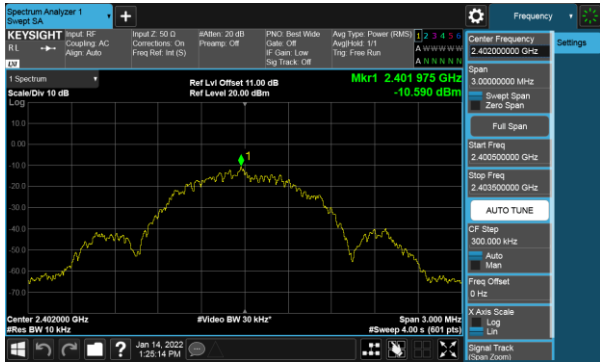 Spectrum Analyzer 1
Swept SA
Frequency
KEYSIGHT
Input: RF
Coupling: AC
Align: Auto
Input Z: 50 Ω
Corrections: On
Freq Ref: Int (S)
#Atten: 20 dB
Preamp: Off
PNO: Best Wide
Gate: Off
IF Gain: Low
Sig Track: Off
Avg Type: Power (RMS)
Avg|Hold: 1/1
Trig: Free Run
1 2 3 4 5 6
A W W W W W
A N N N N N
R L
LXI
Center Frequency
2.402000000 GHz
Settings
Span
3.00000000 MHz
Swept Span
Zero Span
Full Span
Start Freq
2.400500000 GHz
Stop Freq
2.403500000 GHz
AUTO TUNE
CF Step
300.000 kHz
Auto
Man
Freq Offset
0 Hz
X Axis Scale
Log
Lin
Signal Track
(Span Zoom)
1 Spectrum
Scale/Div 10 dB
Log
Ref Lvl Offset 11.00 dB
Ref Level 20.00 dBm
Mkr1 2.401 975 GHz
-10.590 dBm
1
10.0
0.00
-10.0
-20.0
-30.0
-40.0
-50.0
-60.0
-70.0
Center 2.402000 GHz
#Res BW 10 kHz
#Video BW 30 kHz*
Span 3.000 MHz
#Sweep 4.00 s (601 pts)
Jan 14, 2022
1:25:14 PM